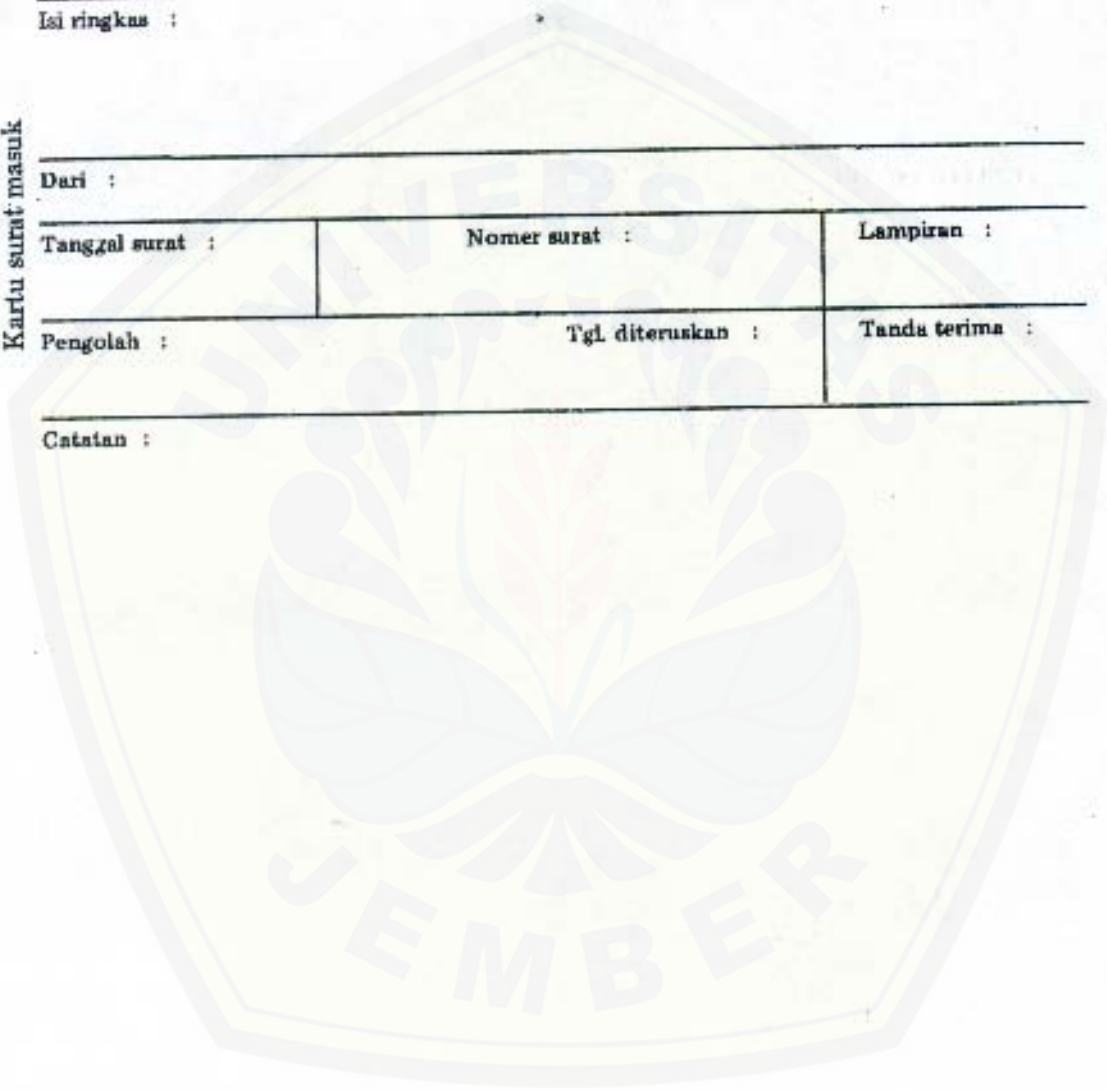 Isi ringkas :
Kartu surat masuk
Dari :
Tanggal surat : Nomer surat : Lampiran :
Pengolah : Tgl. diteruskan : Tanda terima :
Catatan :
UNIVERSITAS
JEMBER